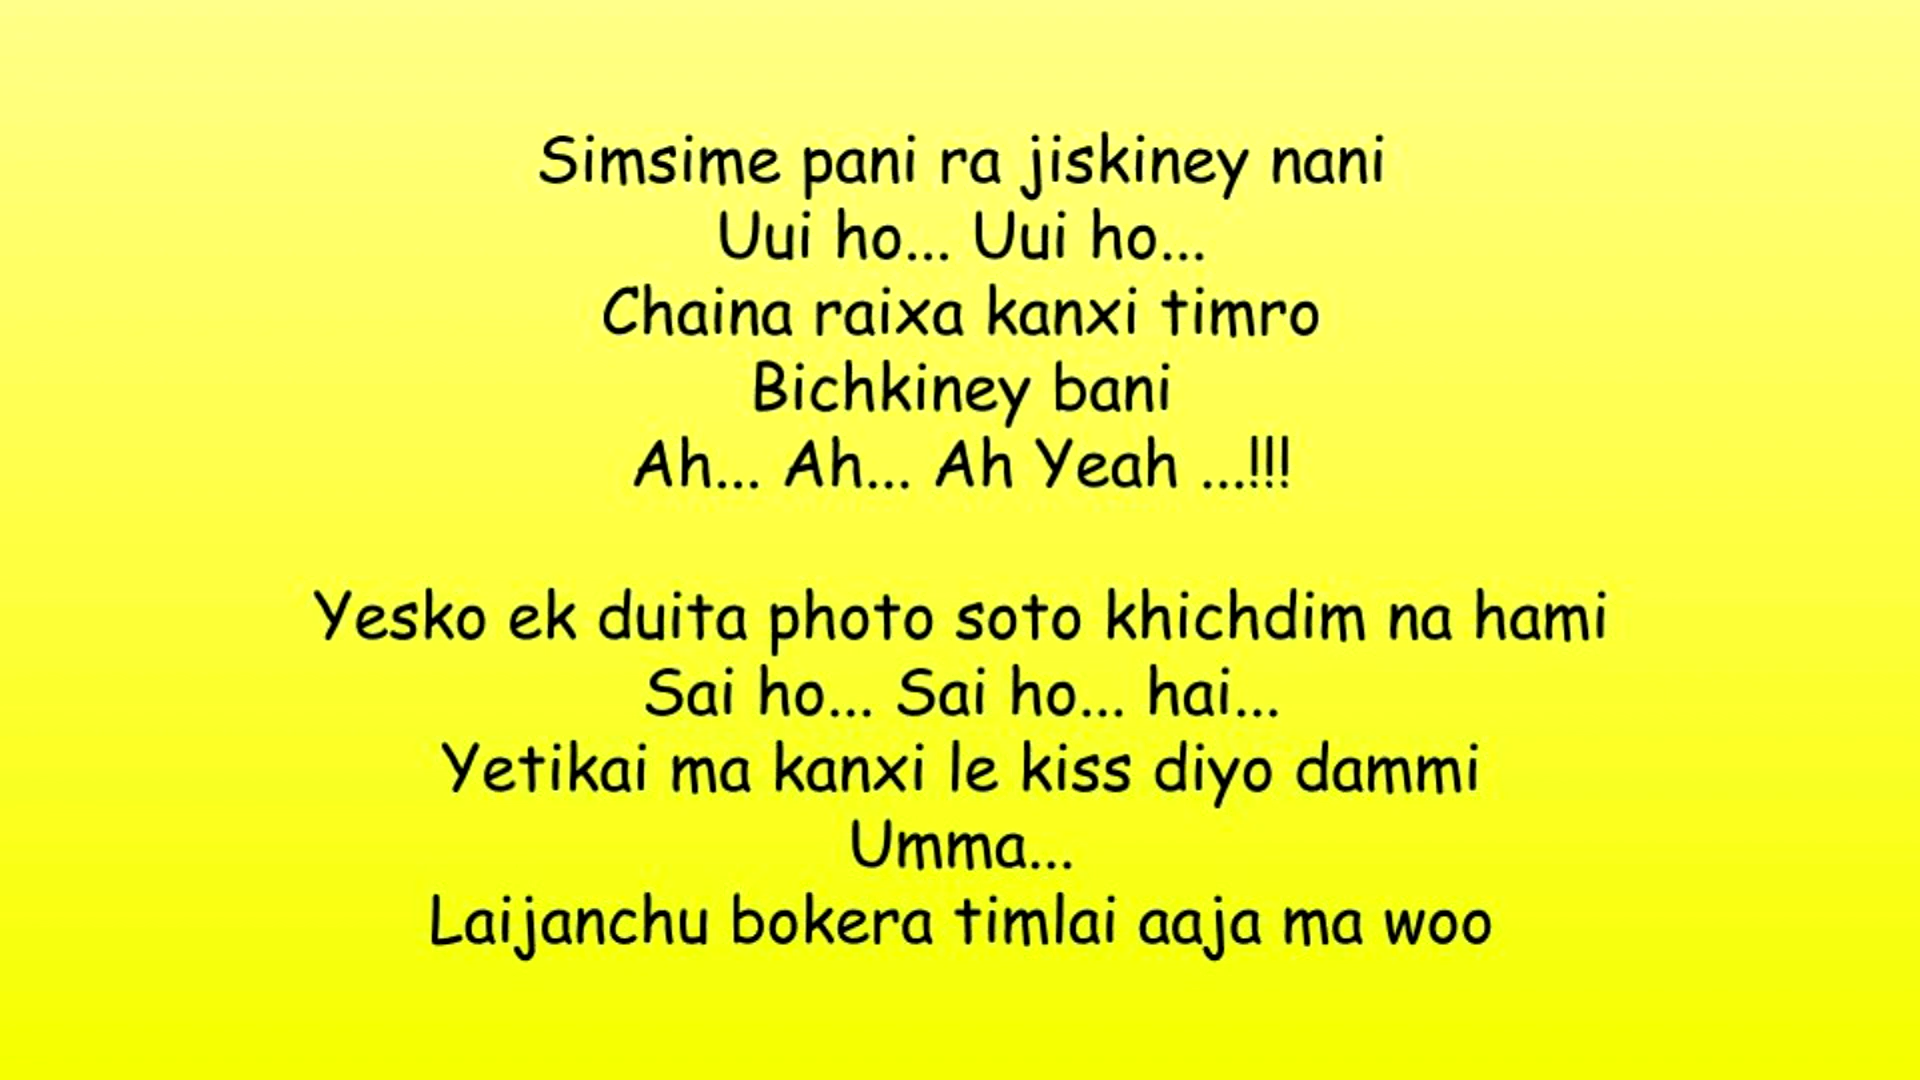 Simsime pani ra jiskiney nani
Uui ho... Uui ho...
Chaina raixa kanxi timro
Bichkiney bani
Ah... Ah... Ah Yeah ...!!!
Yesko ek duita photo soto khichdim na hami
Sai ho... Sai ho... hai...
Yetikai ma kanxi le kiss diyo dammi
Umma...
Laijanchu bokera timlai aaja ma woo